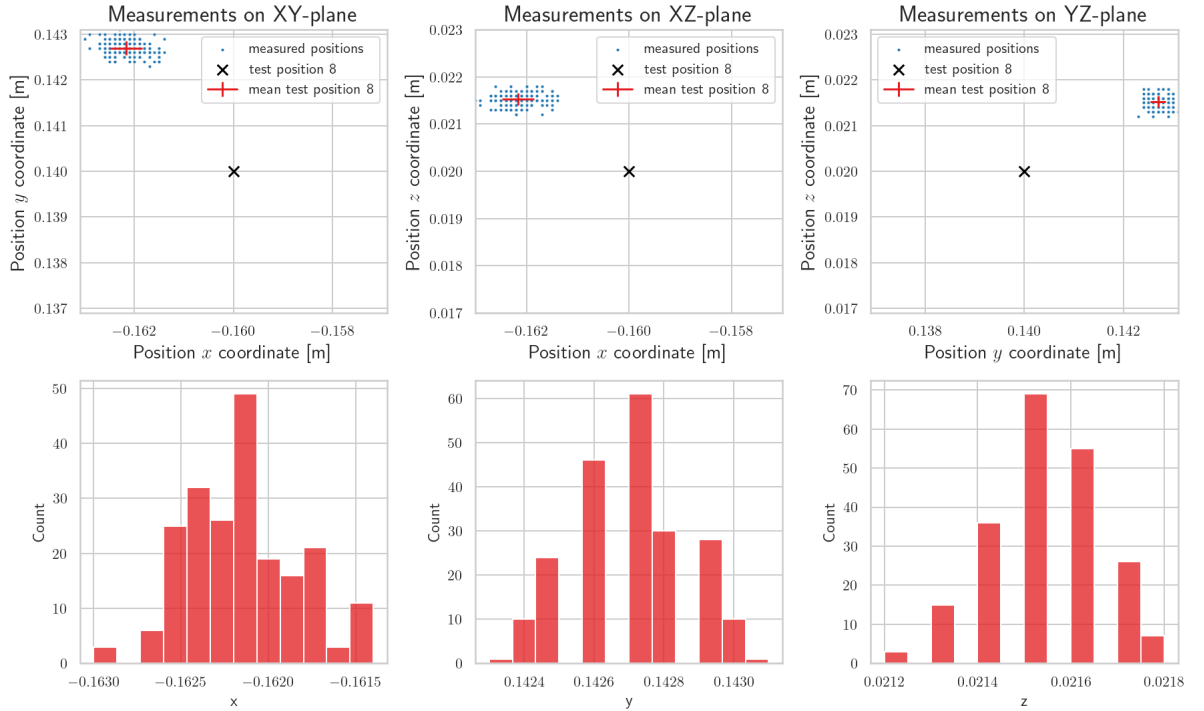 Measurements on XY-plane
0.143
0.142
0.141
0.140
0.139
0.138
0.137
Position y coordinate [m]
measured positions
test position 8
mean test position 8
−0.162
−0.160
−0.158
Position x coordinate [m]
Measurements on XZ-plane
0.023
0.022
0.021
0.020
0.019
0.018
0.017
Position z coordinate [m]
measured positions
test position 8
mean test position 8
−0.162
−0.160
−0.158
Position x coordinate [m]
Measurements on YZ-plane
0.023
0.022
0.021
0.020
0.019
0.018
0.017
Position z coordinate [m]
measured positions
test position 8
mean test position 8
0.138
0.140
0.142
Position y coordinate [m]
50
40
30
20
10
0
Count
−0.1630
−0.1625
−0.1620
−0.1615
x
60
50
40
30
20
10
0
Count
0.1424
0.1426
0.1428
0.1430
y
70
60
50
40
30
20
10
0
Count
0.0212
0.0214
0.0216
0.0218
z